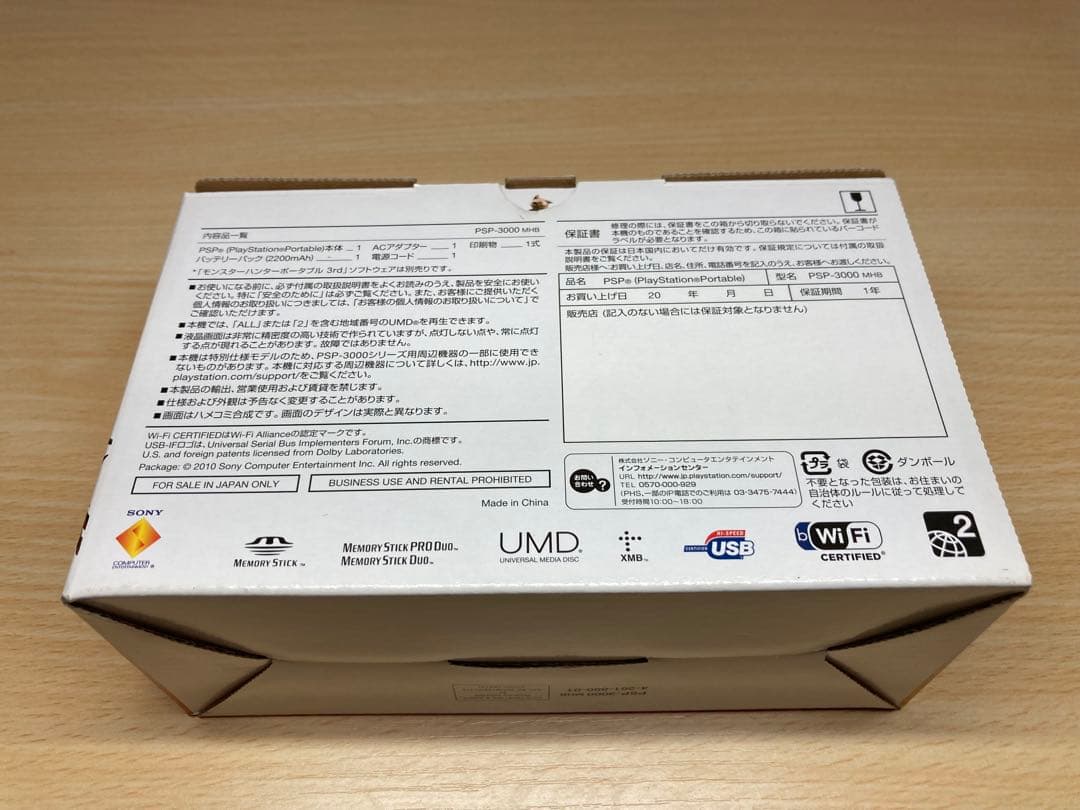 内容品一覧
PSP-3000 MHB
PSP® (PlayStation®Portable)本体 1 ACアダプター 1 印刷物 1式
バッテリーパック (2200mAh) 1 電源コード 1
*「モンスターハンターポータブル 3rd」ソフトウェアは別売りです。
■お使いになる前に、必ず付属の取扱説明書をよくお読みのうえ、製品を安全にお使い
ください。特に「安全のために」は必ずご覧ください。また、お客様にご提供いただく
個人情報のお取り扱いにつきましては、「お客様の個人情報のお取り扱いについて」で
ご確認いただけます。
■本機では、「ALL」または「2」を含む地域番号のUMD®を再生できます。
■液晶画面は非常に精密度の高い技術で作られていますが、点灯しない点や、常に点灯
する点が現れることがあります。故障ではありません。
■本機は特別仕様モデルのため、PSP-3000シリーズ用周辺機器の一部に使用でき
ないものがあります。本機に対応する周辺機器について詳しくは、http://www.jp.
playstation.com/support/をご覧ください。
■本製品の輸出、営業使用および賃貸を禁じます。
■仕様および外観は予告なく変更することがあります。
■画面はハメコミ合成です。画面のデザインは実際と異なります。
Wi-Fi CERTIFIEDはWi-Fi Allianceの認定マークです。
USB-IFロゴは、Universal Serial Bus Implementers Forum, Inc.の商標です。
U.S. and foreign patents licensed from Dolby Laboratories.
Package: © 2010 Sony Computer Entertainment Inc. All rights reserved.
FOR SALE IN JAPAN ONLY
BUSINESS USE AND RENTAL PROHIBITED
Made in China
保証書
修理の際には、保証書をこの箱から切り取らないでください。保証書が
本機のものであることを確認するため、この箱に貼られているバーコード
ラベルが必要となります。
本製品の保証は日本国内においてだけ有効です。保証規定については付属の取扱
説明書をご覧ください。
販売店様へ お買い上げ日、店名、住所、電話番号を記入のうえ、お客様へお渡しください。
品名 PSP® (PlayStation®Portable) 型名 PSP-3000 MHB
お買い上げ日 20 年 月 日 保証期間 1年
販売店 (記入のない場合には保証対象となりません)
お問い合わせ?
株式会社ソニー・コンピュータエンタテインメント
インフォメーションセンター
URL http://www.jp.playstation.com/support/
TEL 0570-000-929
(PHS、一部のIP電話でのご利用は 03-3475-7444)
受付時間10:00~18:00
プラ 袋 ダンボール
不要となった包装は、お住まいの
自治体のルールに従って処理して
ください
SONY
COMPUTER
ENTERTAINMENT®
MEMORY STICK™
MEMORY STICK PRO DUO™
MEMORY STICK DUO™
UMD®
UNIVERSAL MEDIA DISC
XMB™
HI-SPEED
CERTIFIED USB
b Wi Fi
CERTIFIED®
2
PSP-3000 MHB